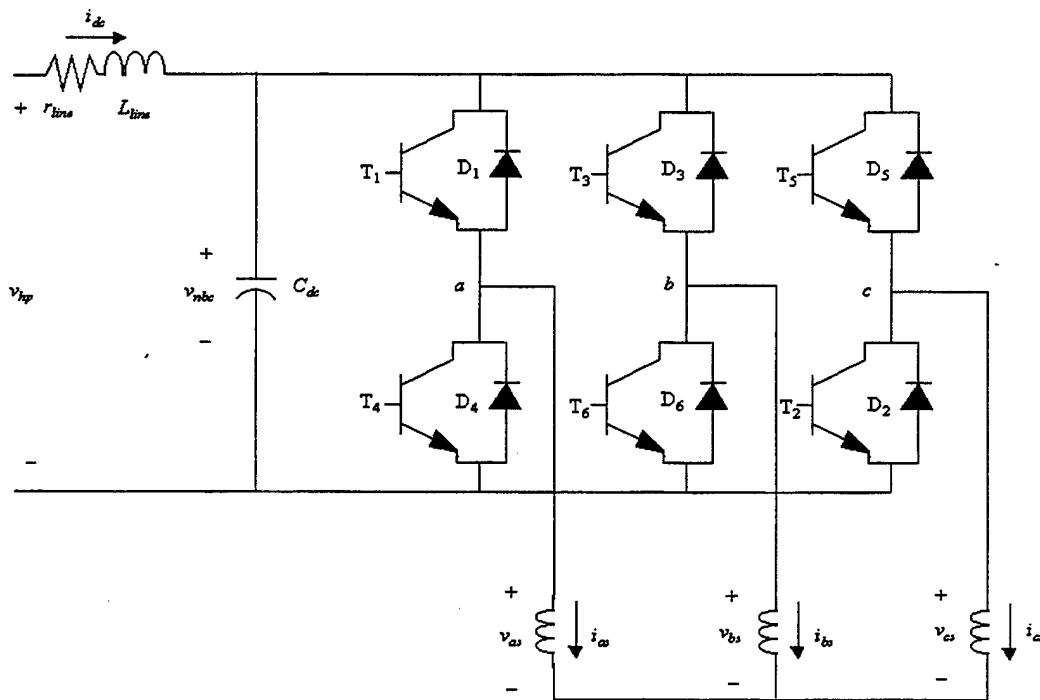 i_dc
+ r_line L_line
T_1 D_1 T_3 D_3 T_5 D_5
v_hp + v_nbc − C_dc a b c
T_4 D_4 T_6 D_6 T_2 D_2
−
+ + +
v_as i_as v_bs i_bs v_cs
− − −